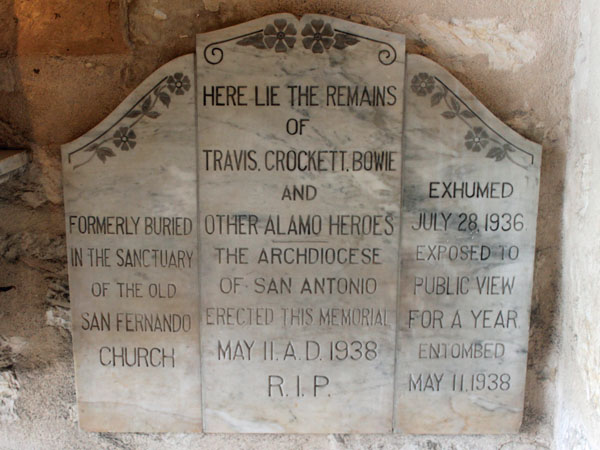 FORMERLY BURIED
IN THE SANCTUARY
OF THE OLD
SAN FERNANDO
CHURCH
HERE LIE THE REMAINS
OF
TRAVIS, CROCKETT, BOWIE
AND
OTHER ALAMO HEROES
THE ARCHDIOCESE
OF SAN ANTONIO
ERECTED THIS MEMORIAL
MAY 11. A.D. 1938
R.I.P.
EXHUMED
JULY 28, 1936
EXPOSED TO
PUBLIC VIEW
FOR A YEAR
ENTOMBED
MAY 11, 1938